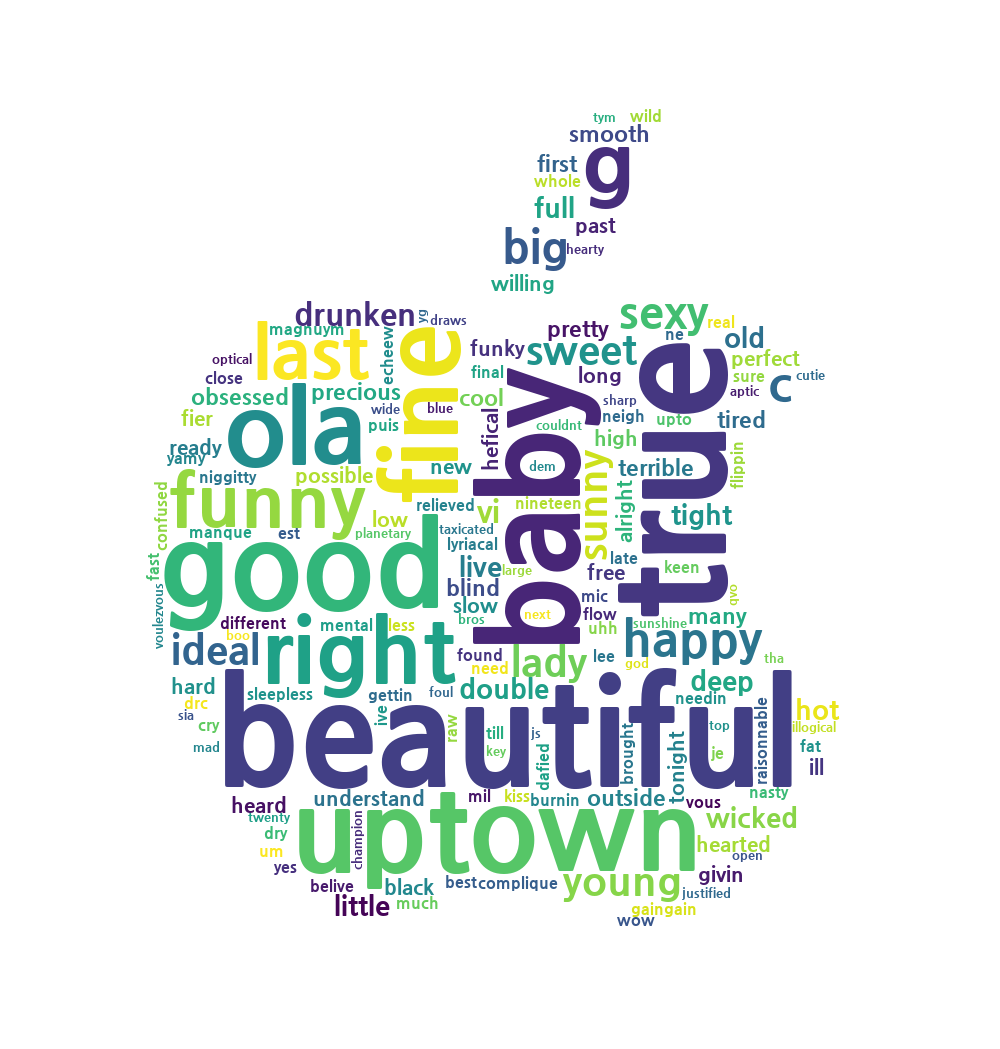 tym wild
smooth
first g
whole
full
past
big hearty
willing
drunken yg draws
magnuym
sexy real
pretty ne old
last fine funky sweet
optical echeew
close final long perfect
sure cutie
obsessed precious cool sharp aptic c
fier wide blue
puis hefical neigh upto tired
ola couldnt
ready baby true high
yamy
niggitty possible new dem terrible flippin
funny relieved vi nineteen sunny alright tight
confused low
manque est planetary taxicated
lyriacal late
fast live large free keen
good blind mic qvo
slow next flow
voulezvous bros
different mental less uhh sunshine many
boo
ideal right found lady lee happy tha
need god
hard sleepless gettin foul double deep
drc needin
sia ive raw hot
cry till js brought top illogical
mad key dafied tonight je raisonnable fat
beautiful ill
heard understand mil kiss burnin outside vous nasty
twenty
dry uptown wicked
um champion hearted
yes open
belive black best complique young givin
justified
little much gaingain
wow